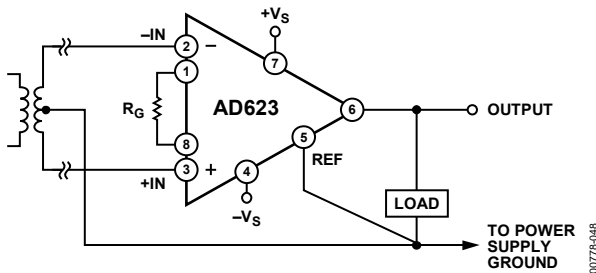 +VS
–IN
2
–
1
7
RG
AD623
6
OUTPUT
8
5
REF
3
+
4
+IN
–VS
LOAD
TO POWER
SUPPLY
GROUND
00778-048